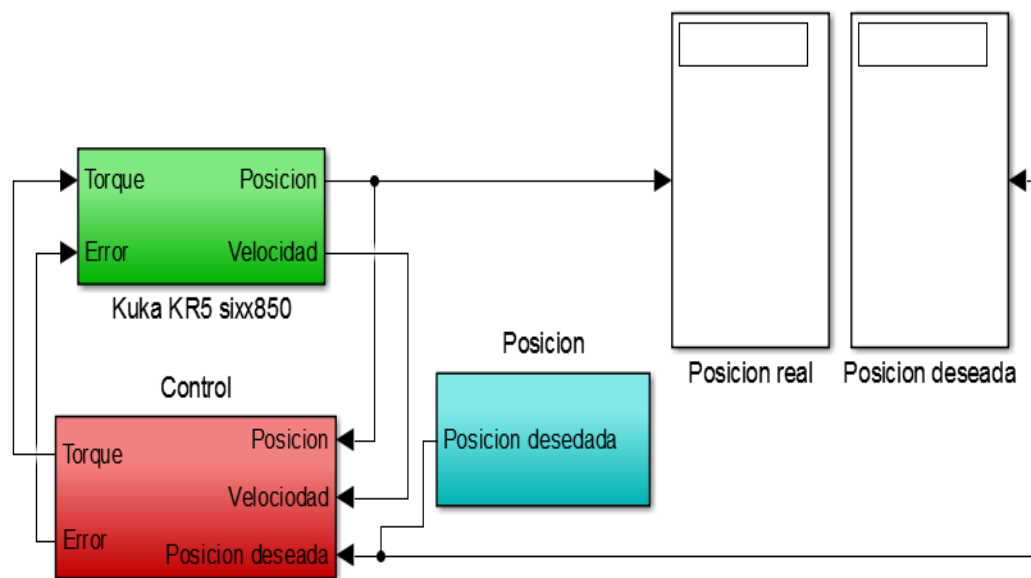 Torque
Posicion
Error
Velocidad
Kuka KR5 sixx850
Posicion real
Posicion deseada
Posicion
Posicion desedada
Control
Posicion
Torque
Velociodad
Error
Posicion deseada